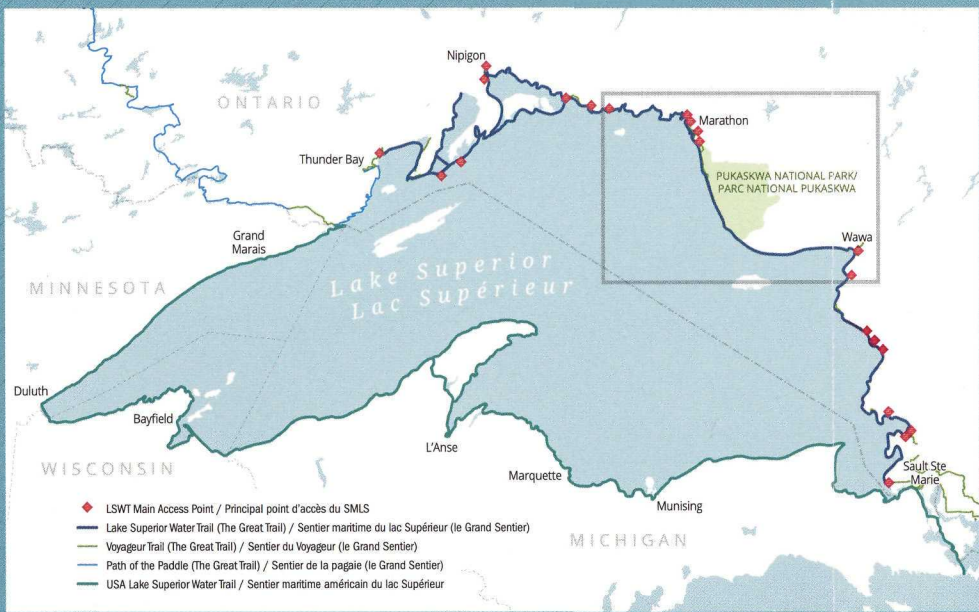 Nipigon
ONTARIO
Marathon
Thunder Bay
PUKASKWA NATIONAL PARK/
PARC NATIONAL PUKASKWA
Wawa
Grand
Marais
Lake Superior
Lac Supérieur
MINNESOTA
Duluth
Bayfield
L'Anse
WISCONSIN
Marquette
Sault Ste
Marie
Munising
MICHIGAN
LSWT Main Access Point / Principal point d'accès du SMLS
Lake Superior Water Trail (The Great Trail) / Sentier maritime du lac Supérieur (le Grand Sentier)
Voyageur Trail (The Great Trail) / Sentier du Voyageur (le Grand Sentier)
Path of the Paddle (The Great Trail) / Sentier de la pagaie (le Grand Sentier)
USA Lake Superior Water Trail / Sentier maritime américain du lac Supérieur